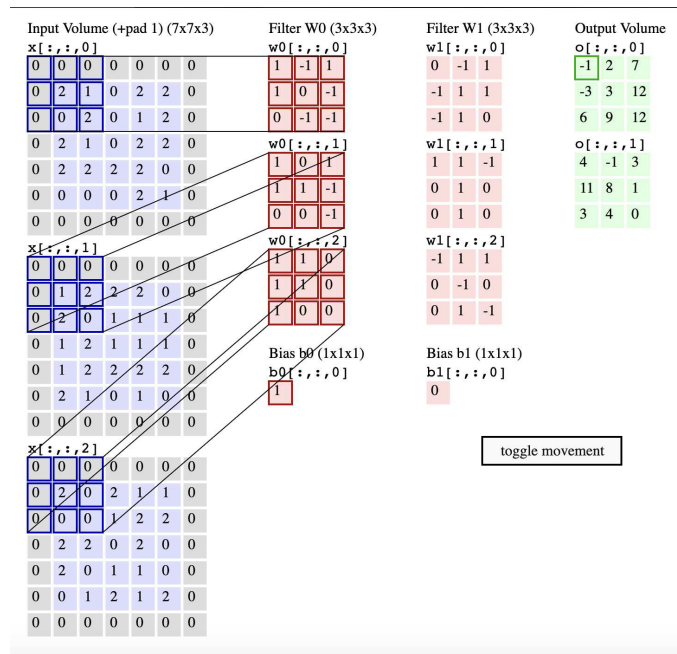 Input Volume (+pad 1) (7x7x3)
x[:,:,0]
0 0 0 0 0 0 0
0 2 1 0 2 2 0
0 0 2 0 1 2 0
0 2 1 0 2 2 0
0 2 2 2 2 0 0
0 0 0 0 2 1 0
0 0 0 0 0 0 0
x[:,:,1]
0 0 0 0 0 0 0
0 1 2 2 2 0 0
0 2 0 1 1 1 0
0 1 2 1 1 1 0
0 1 2 2 2 2 0
0 2 1 0 1 0 0
0 0 0 0 0 0 0
x[:,:,2]
0 0 0 0 0 0 0
0 2 0 2 1 1 0
0 0 0 1 2 2 0
0 2 2 0 2 0 0
0 2 0 1 1 0 0
0 0 1 2 1 2 0
0 0 0 0 0 0 0
Filter W0 (3x3x3)
w0[:,:,0]
1 -1 1
1 0 -1
0 -1 -1
w0[:,:,1]
1 0 1
1 1 -1
0 0 -1
w0[:,:,2]
1 1 0
1 1 0
1 0 0
Bias b0 (1x1x1)
b0[:,:,0]
1
Filter W1 (3x3x3)
w1[:,:,0]
0 -1 1
-1 1 1
-1 1 0
w1[:,:,1]
1 1 -1
0 1 0
0 1 0
w1[:,:,2]
-1 1 1
0 -1 0
0 1 -1
Bias b1 (1x1x1)
b1[:,:,0]
0
Output Volume
o[:,:,0]
-1 2 7
-3 3 12
6 9 12
o[:,:,1]
4 -1 3
11 8 1
3 4 0
toggle movement